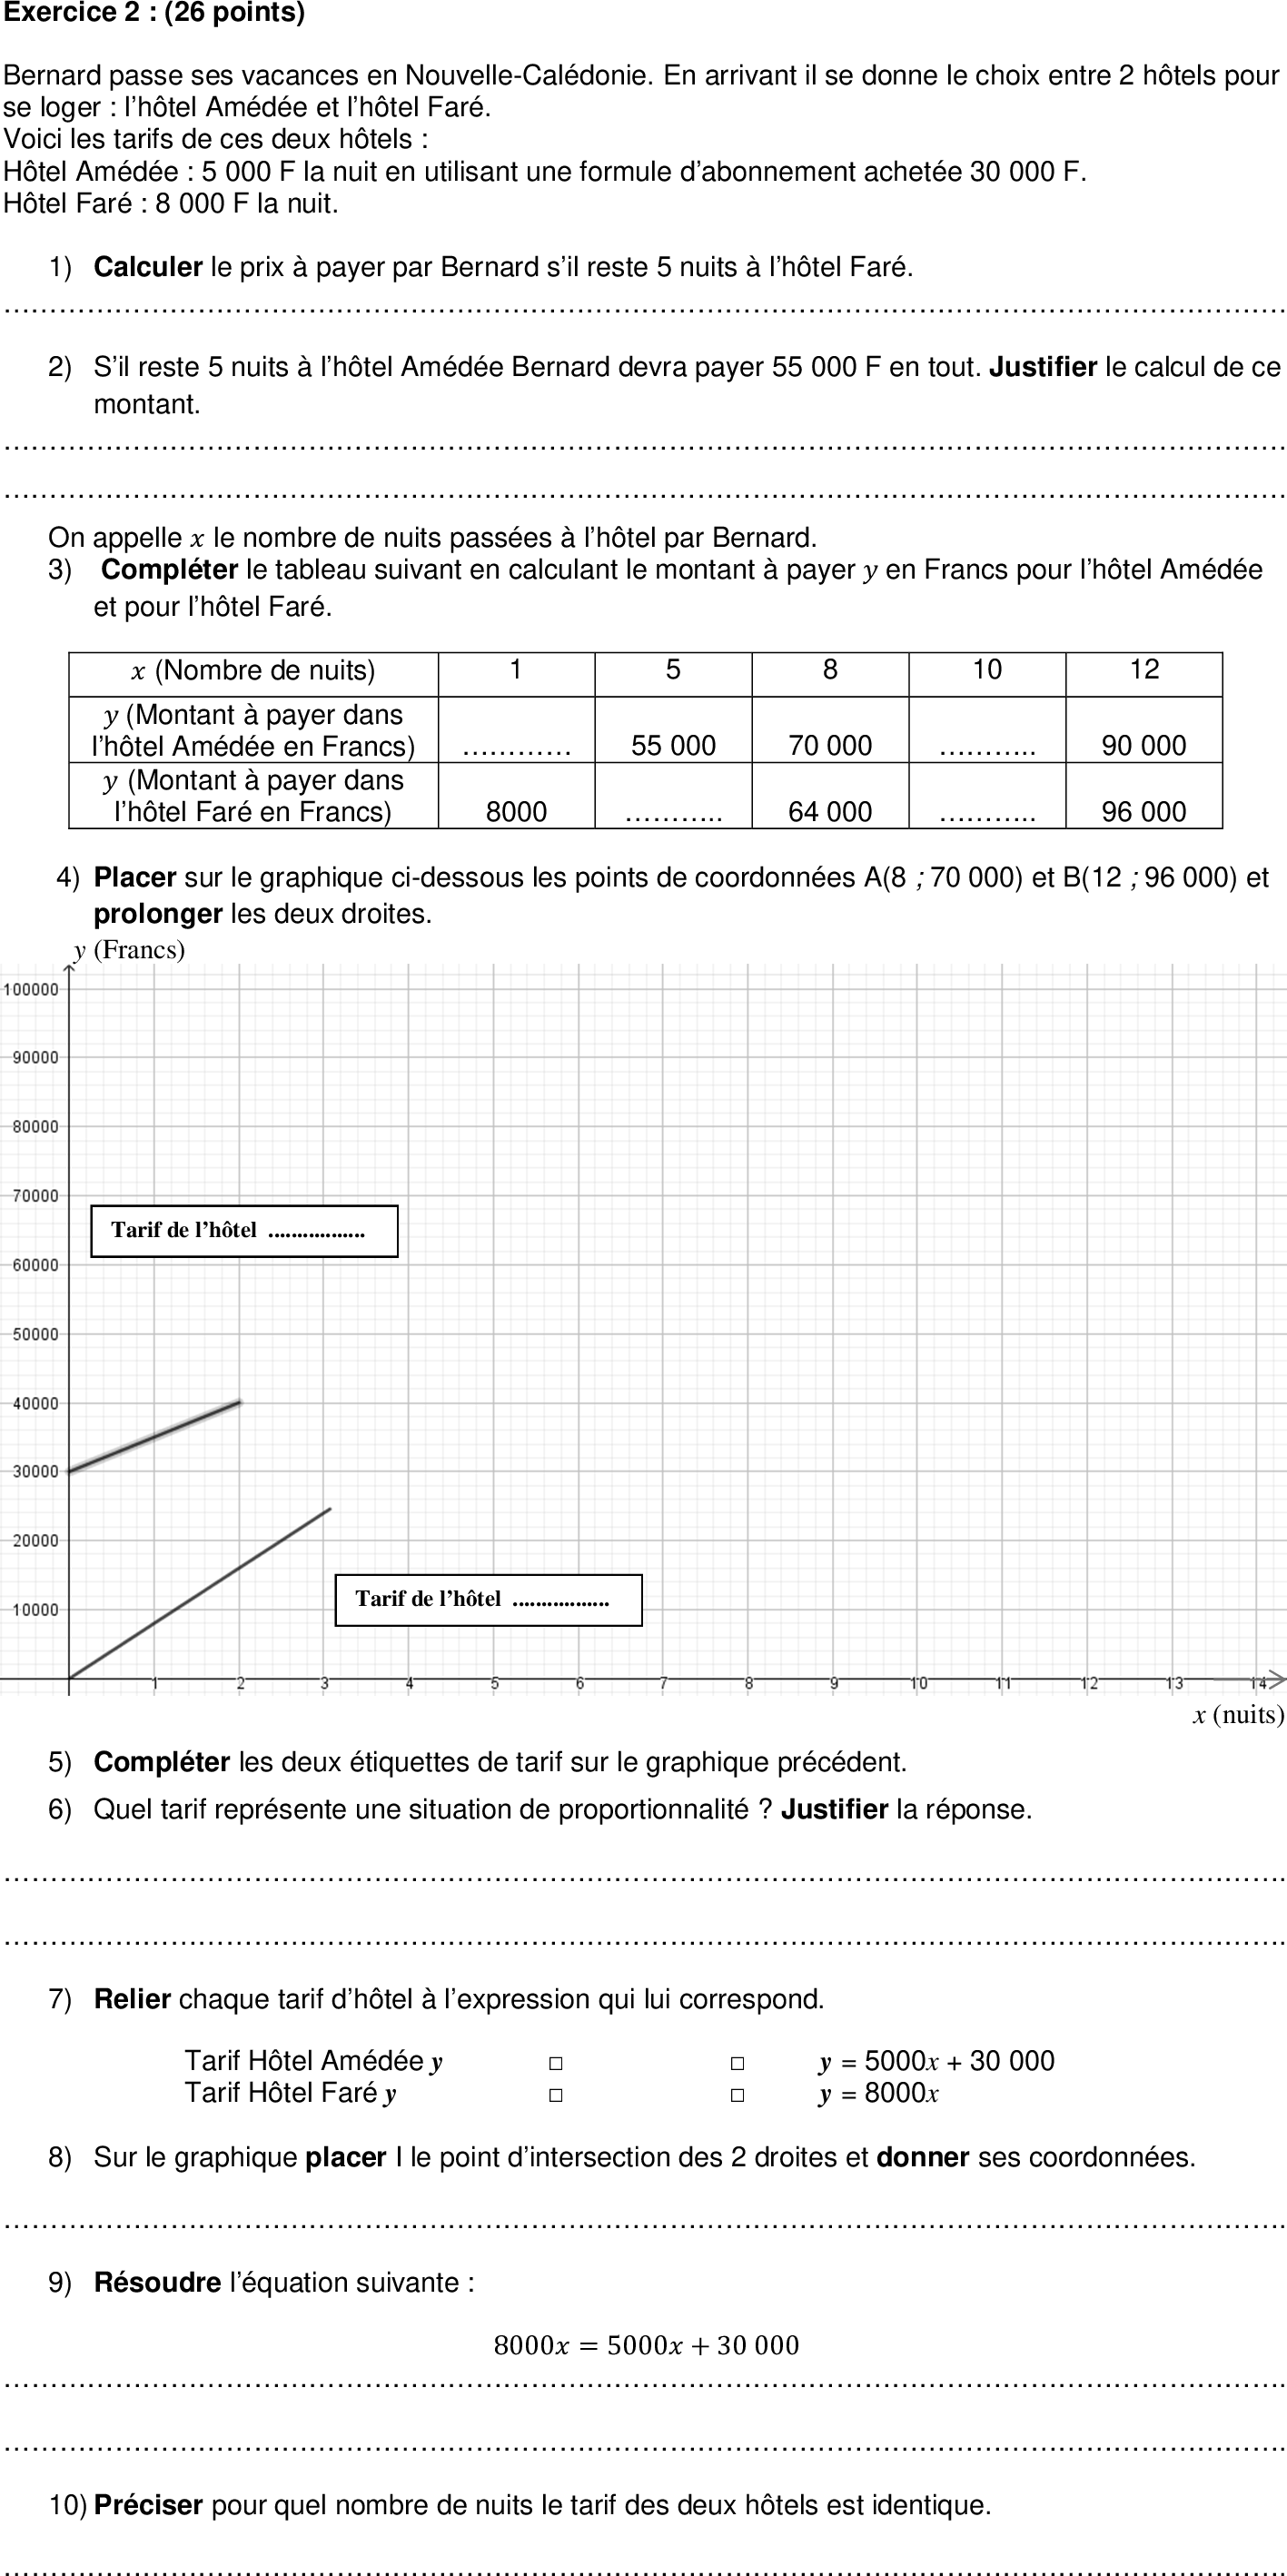 Exercice 2 : (26 points)
Bernard passe ses vacances en Nouvelle-Calédonie. En arrivant il se donne le choix entre 2 hôtels pour
se loger : l’hôtel Amédée et l’hôtel Faré.
Voici les tarifs de ces deux hôtels :
Hôtel Amédée : 5 000 F la nuit en utilisant une formule d’abonnement achetée 30 000 F.
Hôtel Faré : 8 000 F la nuit.
1) Calculer le prix à payer par Bernard s’il reste 5 nuits à l’hôtel Faré.
………………………………………………………………………………………………………………………….
2) S’il reste 5 nuits à l’hôtel Amédée Bernard devra payer 55 000 F en tout. Justifier le calcul de ce
montant.
………………………………………………………………………………………………………………………….
………………………………………………………………………………………………………………………….
On appelle x le nombre de nuits passées à l’hôtel par Bernard.
3) Compléter le tableau suivant en calculant le montant à payer y en Francs pour l’hôtel Amédée
et pour l’hôtel Faré.
x (Nombre de nuits) 1 5 8 10 12
y (Montant à payer dans
l’hôtel Amédée en Francs) ………… 55 000 70 000 ……….. 90 000
y (Montant à payer dans
l’hôtel Faré en Francs) 8000 ……….. 64 000 ……….. 96 000
4) Placer sur le graphique ci-dessous les points de coordonnées A(8 ; 70 000) et B(12 ; 96 000) et
prolonger les deux droites.
y (Francs)
100000
90000
80000
70000
Tarif de l’hôtel .................
60000
50000
40000
30000
20000
Tarif de l’hôtel .................
10000
1 2 3 4 5 6 7 8 9 10 11 12 13 14
x (nuits)
5) Compléter les deux étiquettes de tarif sur le graphique précédent.
6) Quel tarif représente une situation de proportionnalité ? Justifier la réponse.
…………………………………………………………………………………………………………………………..
…………………………………………………………………………………………………………………………..
7) Relier chaque tarif d’hôtel à l’expression qui lui correspond.
Tarif Hôtel Amédée y □ □ y = 5000x + 30 000
Tarif Hôtel Faré y □ □ y = 8000x
8) Sur le graphique placer I le point d’intersection des 2 droites et donner ses coordonnées.
…………………………………………………………………………………………………………………………..
9) Résoudre l’équation suivante :
8000x = 5000x + 30 000
…………………………………………………………………………………………………………………………..
…………………………………………………………………………………………………………………………..
10) Préciser pour quel nombre de nuits le tarif des deux hôtels est identique.
…………………………………………………………………………………………………………………………..